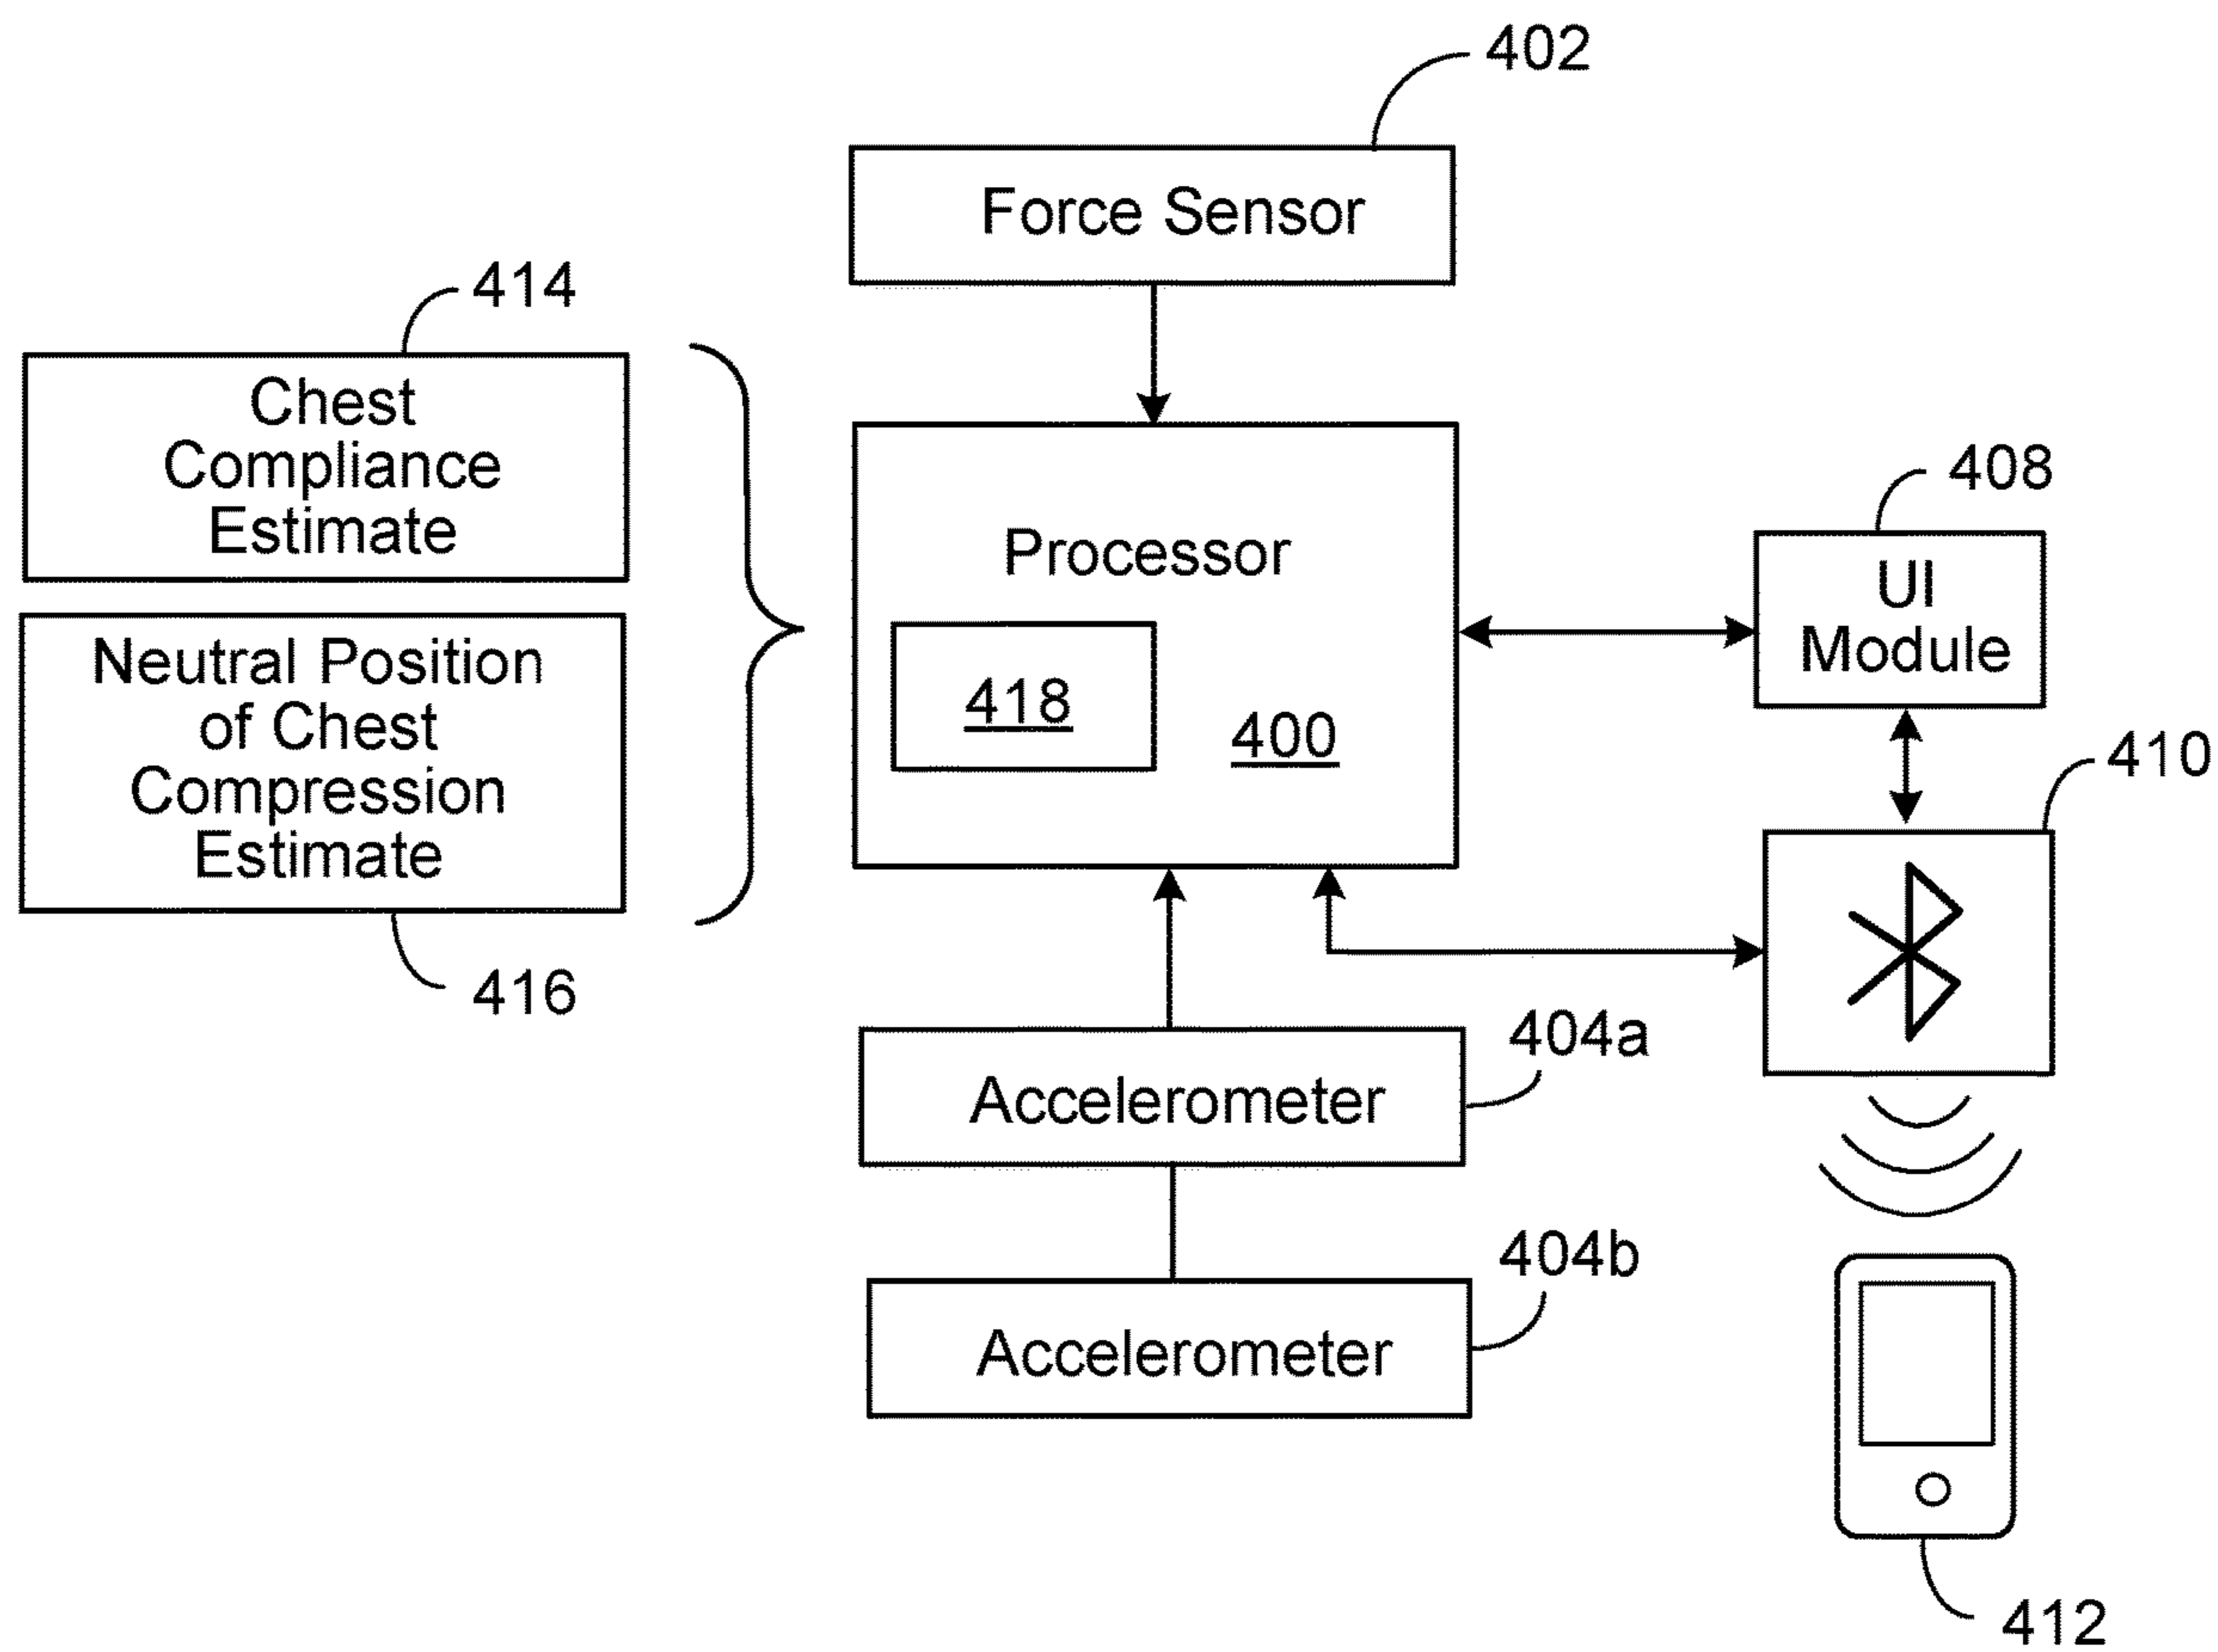 402
Force Sensor
414
Chest
Compliance
Estimate
Neutral Position
of Chest
Compression
Estimate
416
Processor
418
400
408
UI
Module
410
404a
Accelerometer
404b
Accelerometer
412